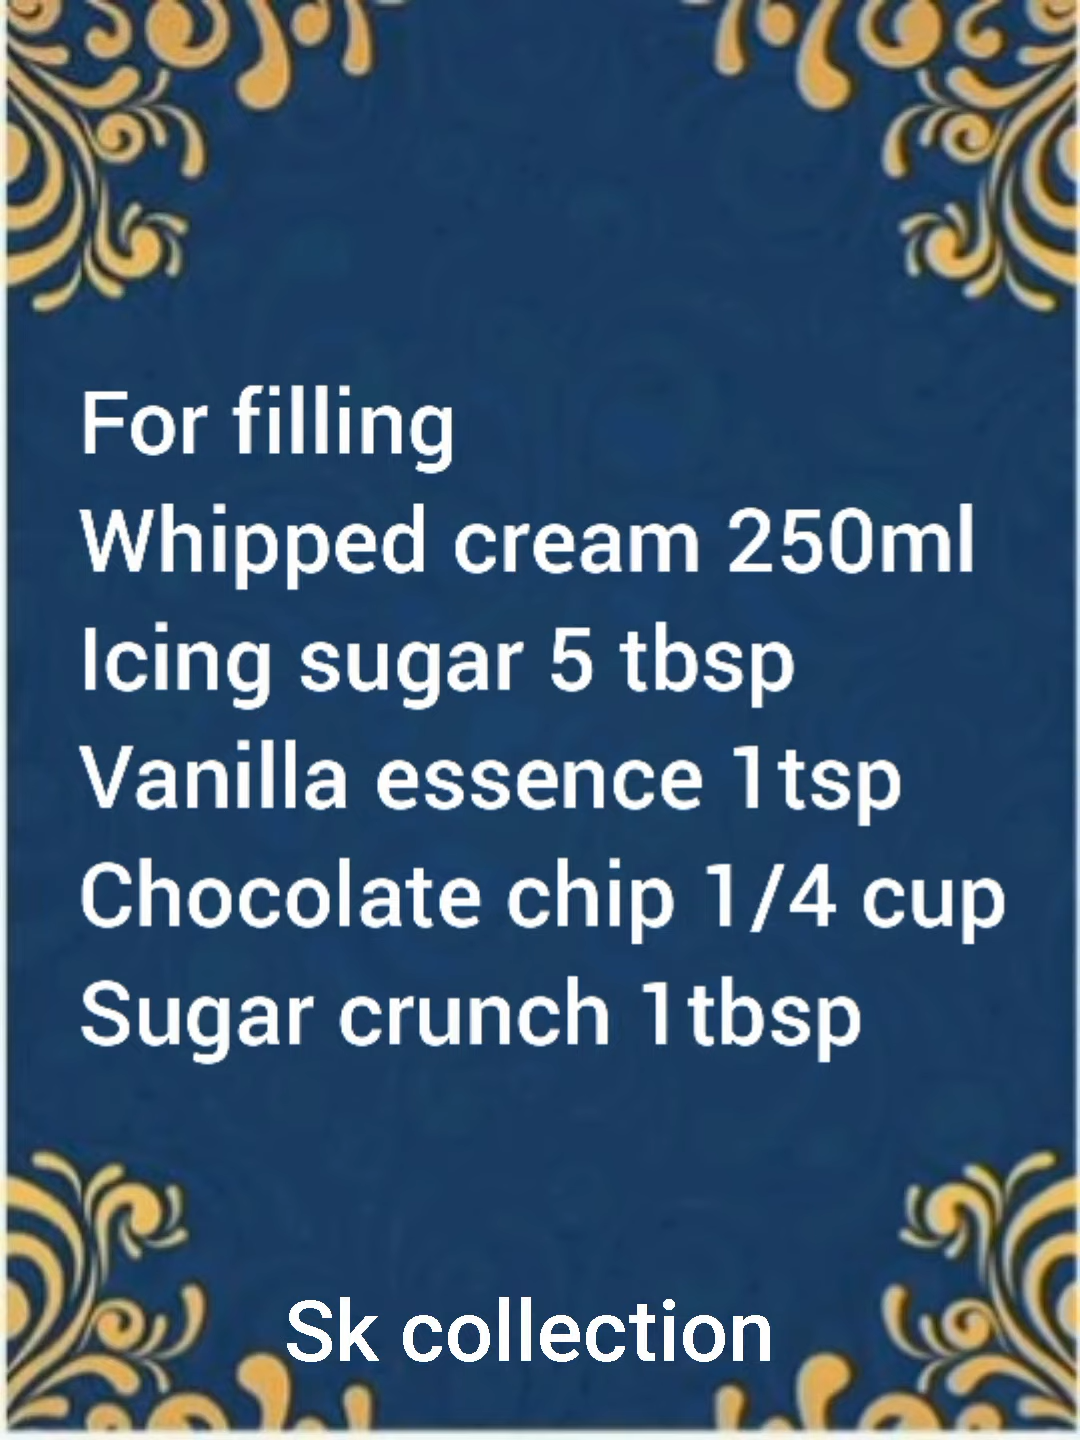 For filling
Whipped cream 250ml
Icing sugar 5 tbsp
Vanilla essence 1tsp
Chocolate chip 1/4 cup
Sugar crunch 1tbsp
Sk collection